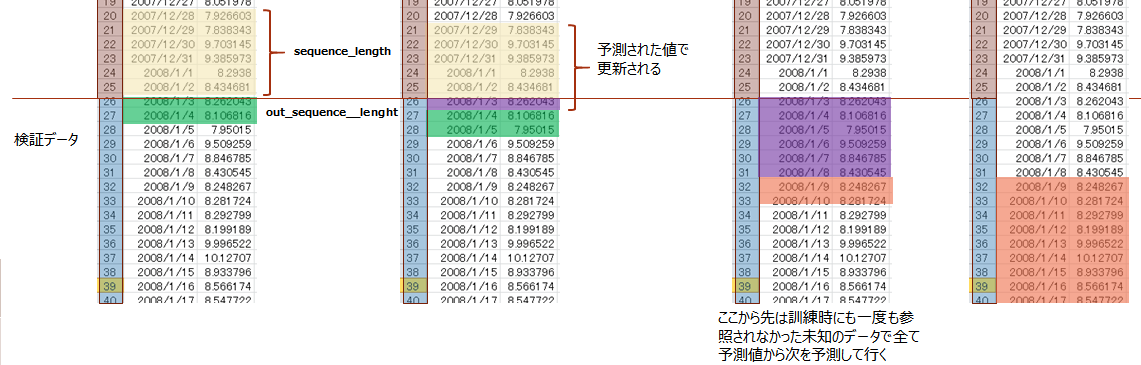 19 2007/12/27 8.051978
20 2007/12/28 7.926603
21 2007/12/29 7.838343
22 2007/12/30 9.703145
23 2007/12/31 9.385973
24 2008/1/1 8.2938
25 2008/1/2 8.434681
26 2008/1/3 8.262043
27 2008/1/4 8.106816
28 2008/1/5 7.95015
29 2008/1/6 9.509259
30 2008/1/7 8.846785
31 2008/1/8 8.430545
32 2008/1/9 8.248267
33 2008/1/10 8.281724
34 2008/1/11 8.292799
35 2008/1/12 8.199189
36 2008/1/13 9.996522
37 2008/1/14 10.12707
38 2008/1/15 8.933796
39 2008/1/16 8.566174
40 2008/1/17 8.547722
sequence_length
out_sequence__lenght
検証データ
19 2007/12/27 8.051978
20 2007/12/28 7.926603
21 2007/12/29 7.838343
22 2007/12/30 9.703145
23 2007/12/31 9.385973
24 2008/1/1 8.2938
25 2008/1/2 8.434681
26 2008/1/3 8.262043
27 2008/1/4 8.106816
28 2008/1/5 7.95015
29 2008/1/6 9.509259
30 2008/1/7 8.846785
31 2008/1/8 8.430545
32 2008/1/9 8.248267
33 2008/1/10 8.281724
34 2008/1/11 8.292799
35 2008/1/12 8.199189
36 2008/1/13 9.996522
37 2008/1/14 10.12707
38 2008/1/15 8.933796
39 2008/1/16 8.566174
40 2008/1/17 8.547722
予測された値で
更新される
19 2007/12/27 8.051978
20 2007/12/28 7.926603
21 2007/12/29 7.838343
22 2007/12/30 9.703145
23 2007/12/31 9.385973
24 2008/1/1 8.2938
25 2008/1/2 8.434681
26 2008/1/3 8.262043
27 2008/1/4 8.106816
28 2008/1/5 7.95015
29 2008/1/6 9.509259
30 2008/1/7 8.846785
31 2008/1/8 8.430545
32 2008/1/9 8.248267
33 2008/1/10 8.281724
34 2008/1/11 8.292799
35 2008/1/12 8.199189
36 2008/1/13 9.996522
37 2008/1/14 10.12707
38 2008/1/15 8.933796
39 2008/1/16 8.566174
40 2008/1/17 8.547722
ここから先は訓練時にも一度も参
照されなかった未知のデータで全て
予測値から次を予測して行く
19 2007/12/27 8.051978
20 2007/12/28 7.926603
21 2007/12/29 7.838343
22 2007/12/30 9.703145
23 2007/12/31 9.385973
24 2008/1/1 8.2938
25 2008/1/2 8.434681
26 2008/1/3 8.262043
27 2008/1/4 8.106816
28 2008/1/5 7.95015
29 2008/1/6 9.509259
30 2008/1/7 8.846785
31 2008/1/8 8.430545
32 2008/1/9 8.248267
33 2008/1/10 8.281724
34 2008/1/11 8.292799
35 2008/1/12 8.199189
36 2008/1/13 9.996522
37 2008/1/14 10.12707
38 2008/1/15 8.933796
39 2008/1/16 8.566174
40 2008/1/17 8.547722